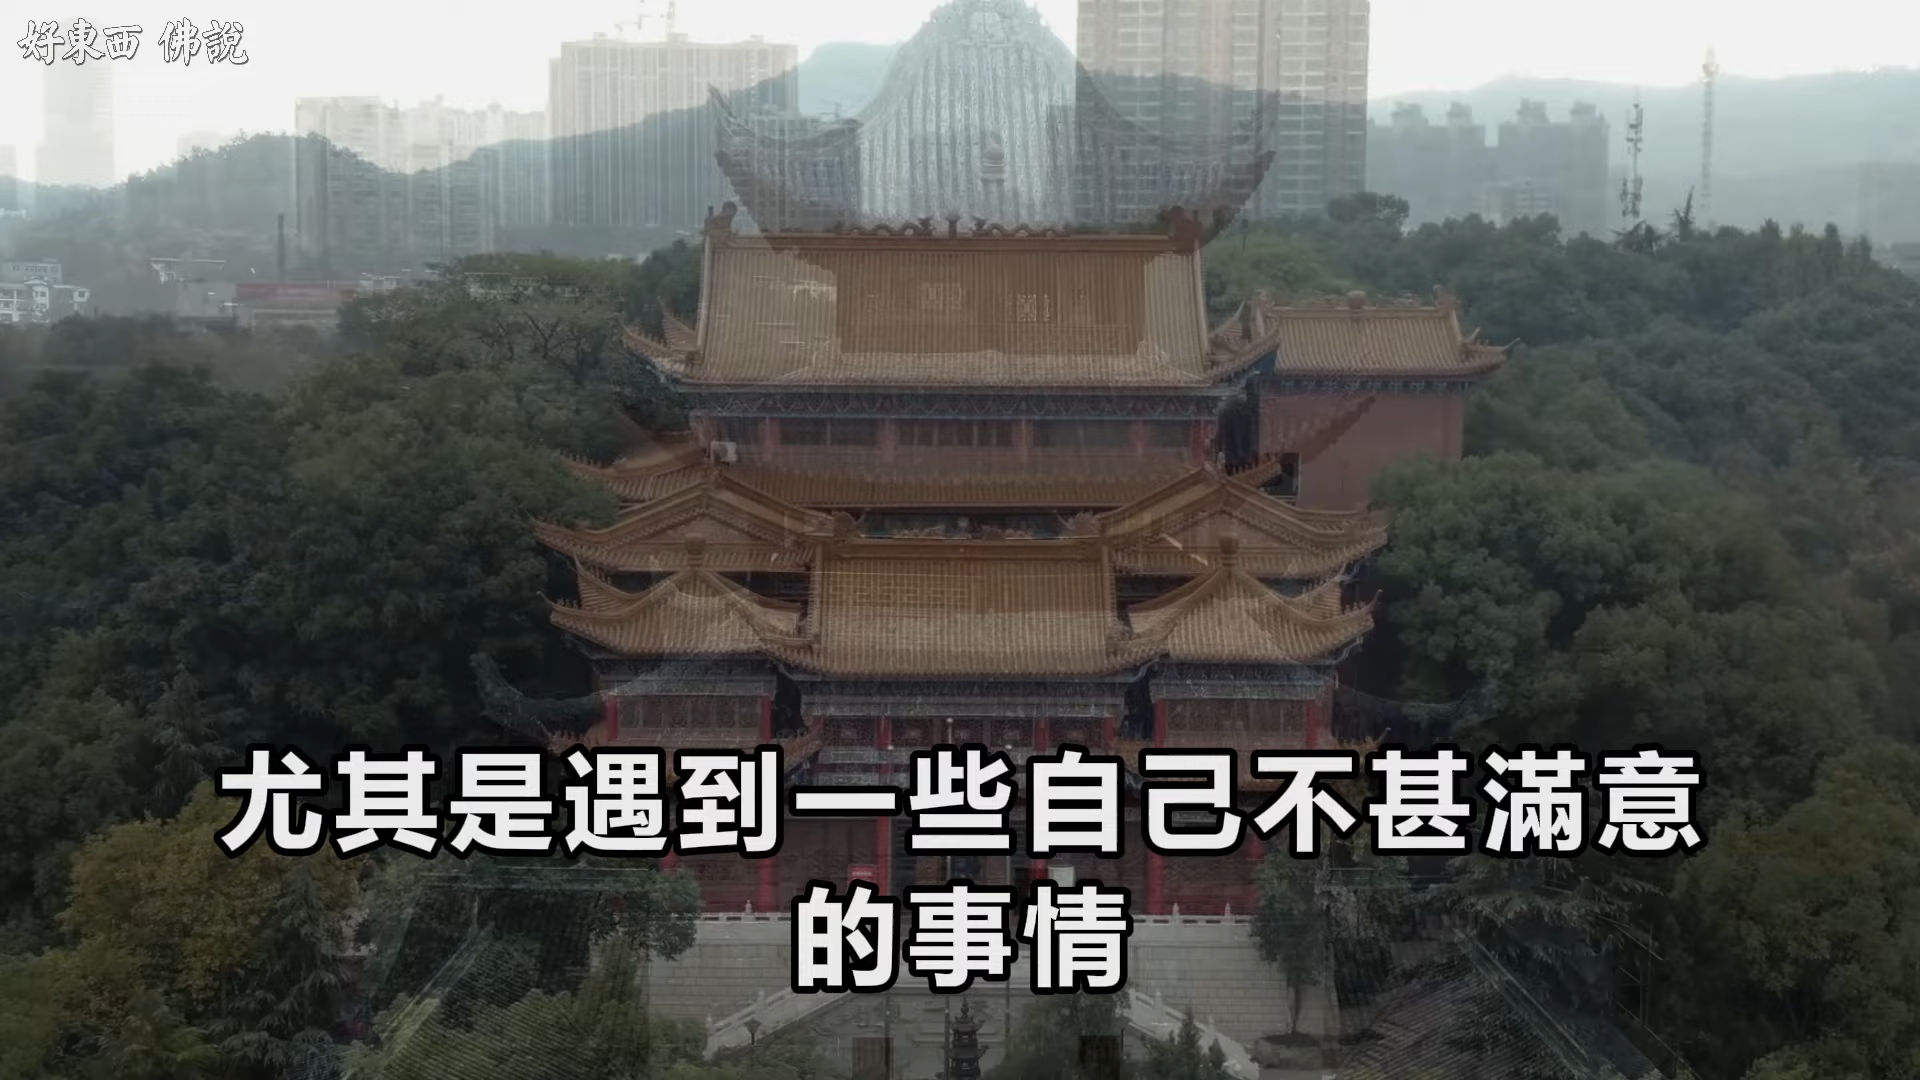 好東西 佛說
尤其是遇到一些自己不甚滿意
的事情